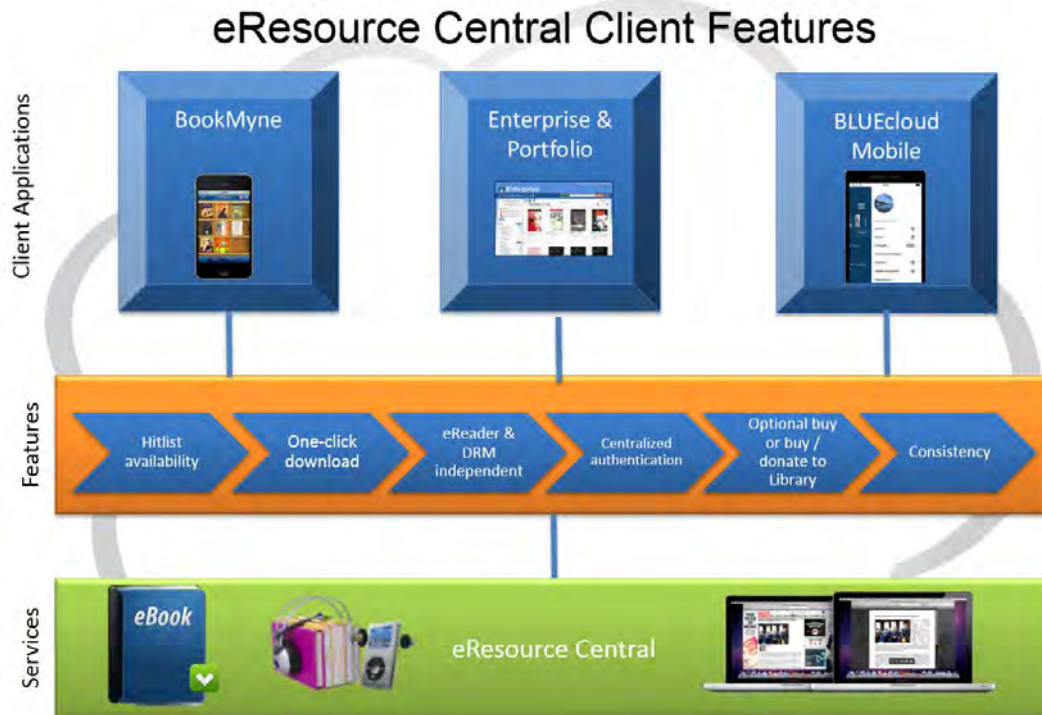 eResource Central Client Features
Client Applications
BookMyne
Enterprise &
Portfolio
Enterprise
BLUEcloud
Mobile
Features
Hitlist
availability
One-click
download
eReader &
DRM
independent
Centralized
authentication
Optional buy
or buy /
donate to
Library
Consistency
Services
eBook
eResource Central